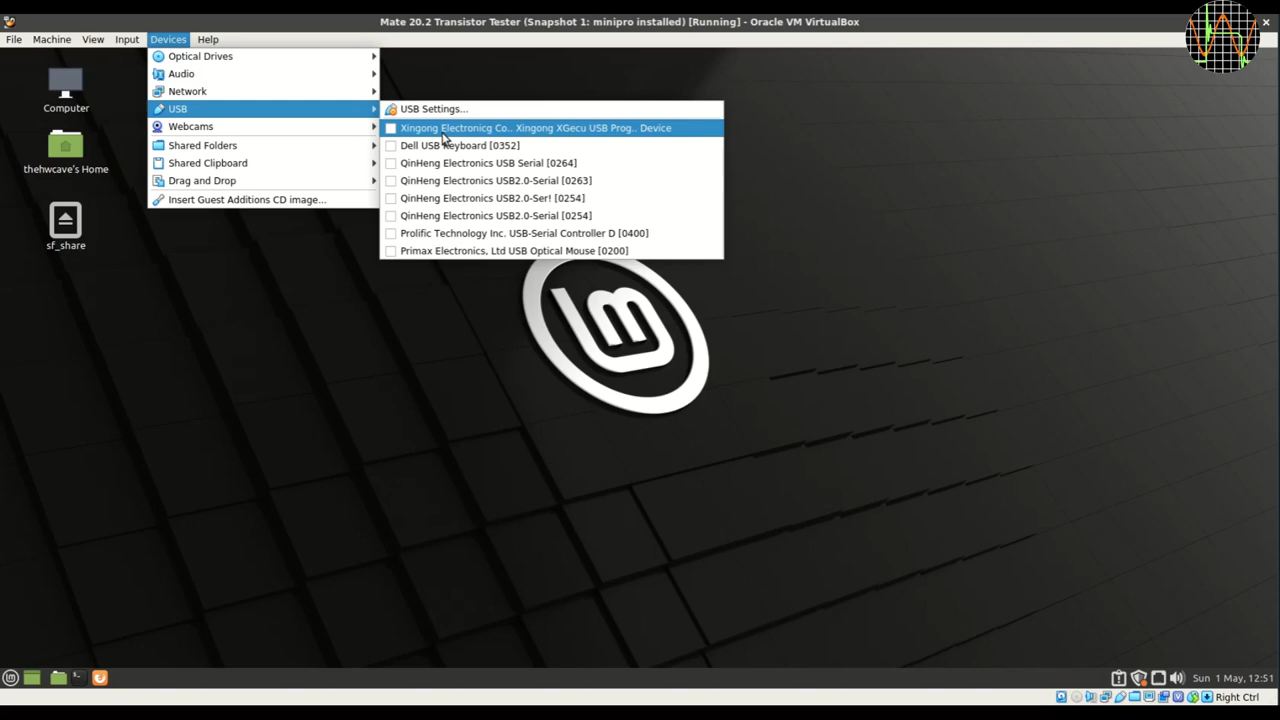 Mate 20.2 Transistor Tester (Snapshot 1: minipro installed) [Running] - Oracle VM VirtualBox
File Machine View Input Devices Help
Optical Drives
Audio
Network
USB
Webcams
Shared Folders
Shared Clipboard
Drag and Drop
Insert Guest Additions CD image...
USB Settings...
Xingong Electronicg Co.. Xingong XGecu USB Prog.. Device
Dell USB Keyboard [0352]
QinHeng Electronics USB Serial [0264]
QinHeng Electronics USB2.0-Serial [0263]
QinHeng Electronics USB2.0-Ser! [0254]
QinHeng Electronics USB2.0-Serial [0254]
Prolific Technology Inc. USB-Serial Controller D [0400]
Primax Electronics, Ltd USB Optical Mouse [0200]
Computer
thehwcave's Home
sf_share
lm
Sun 1 May, 12:51
Right Ctrl